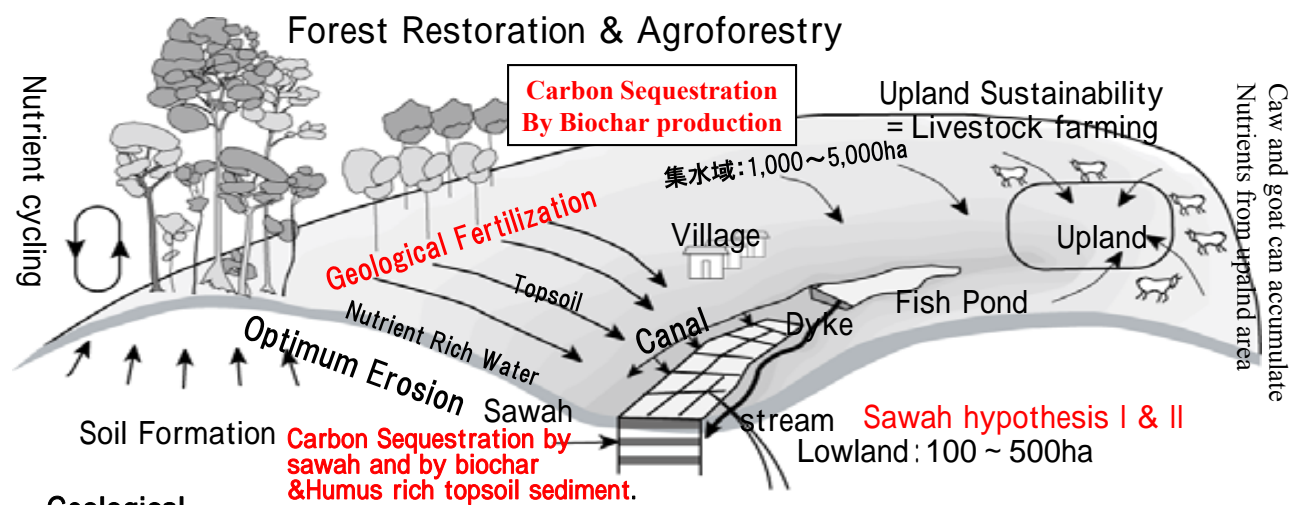 Forest Restoration & Agroforestry
Carbon Sequestration
By Biochar production
Upland Sustainability
= Livestock farming
Caw and goat can accumulate
Nutrients from upalnd area
Nutrient cycling
集水域:1,000～5,000ha
Geological Fertilization
Village
Upland
Topsoil
Fish Pond
Nutrient Rich Water
Canal
Dyke
Optimum Erosion
Sawah
stream
Sawah hypothesis I & II
Lowland:100 ~ 500ha
Soil Formation
Carbon Sequestration by
sawah and by biochar
&Humus rich topsoil sediment.
Geological